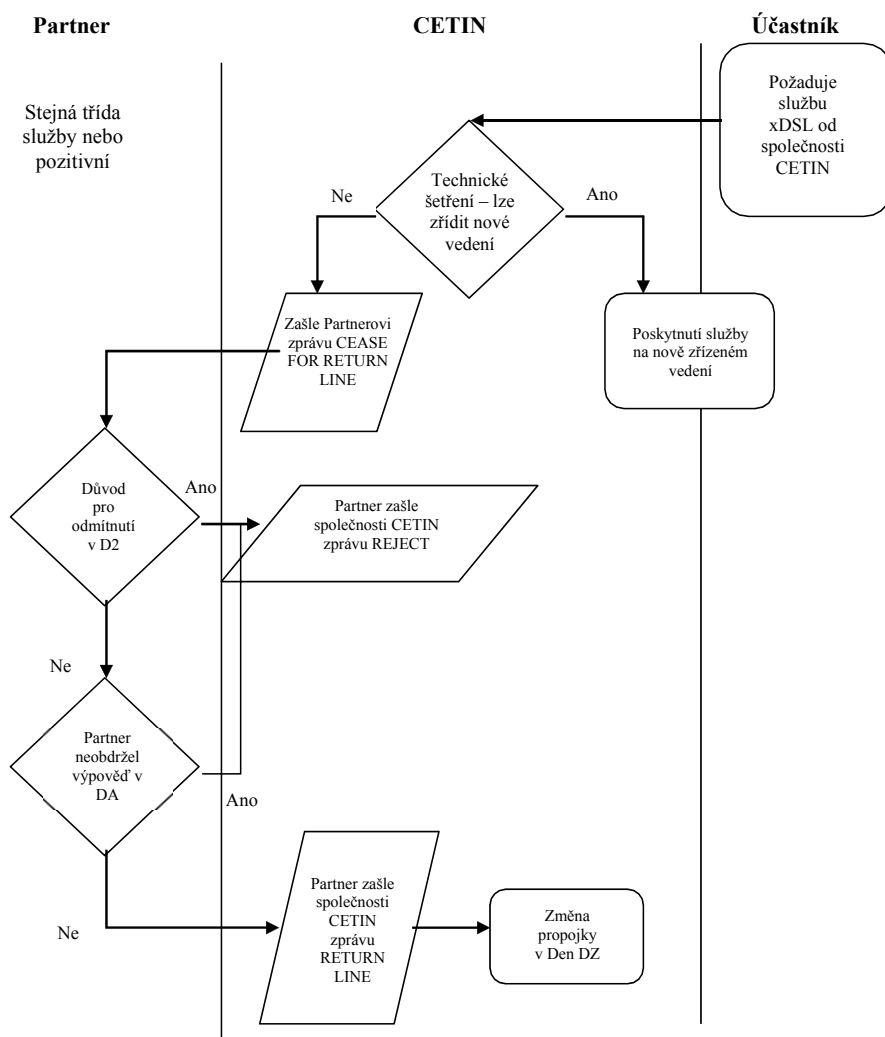 Partner
CETIN
Účastník
Stejná třída
služby nebo
pozitivní
Požaduje
službu
xDSL od
společnosti
CETIN
Technické
šetření – lze
zřídit nové
vedení
Ne
Ano
Zašle Partnerovi
zprávu CEASE
FOR RETURN
LINE
Poskytnutí služby
na nově zřízeném
vedení
Důvod
pro
odmítnutí
v D2
Ano
Partner zašle
společnosti CETIN
zprávu REJECT
Ne
Partner
neobdržel
výpověď v
DA
Ano
Ne
Partner zašle
společnosti
CETIN
zprávu
RETURN
LINE
Změna
propojky
v Den DZ